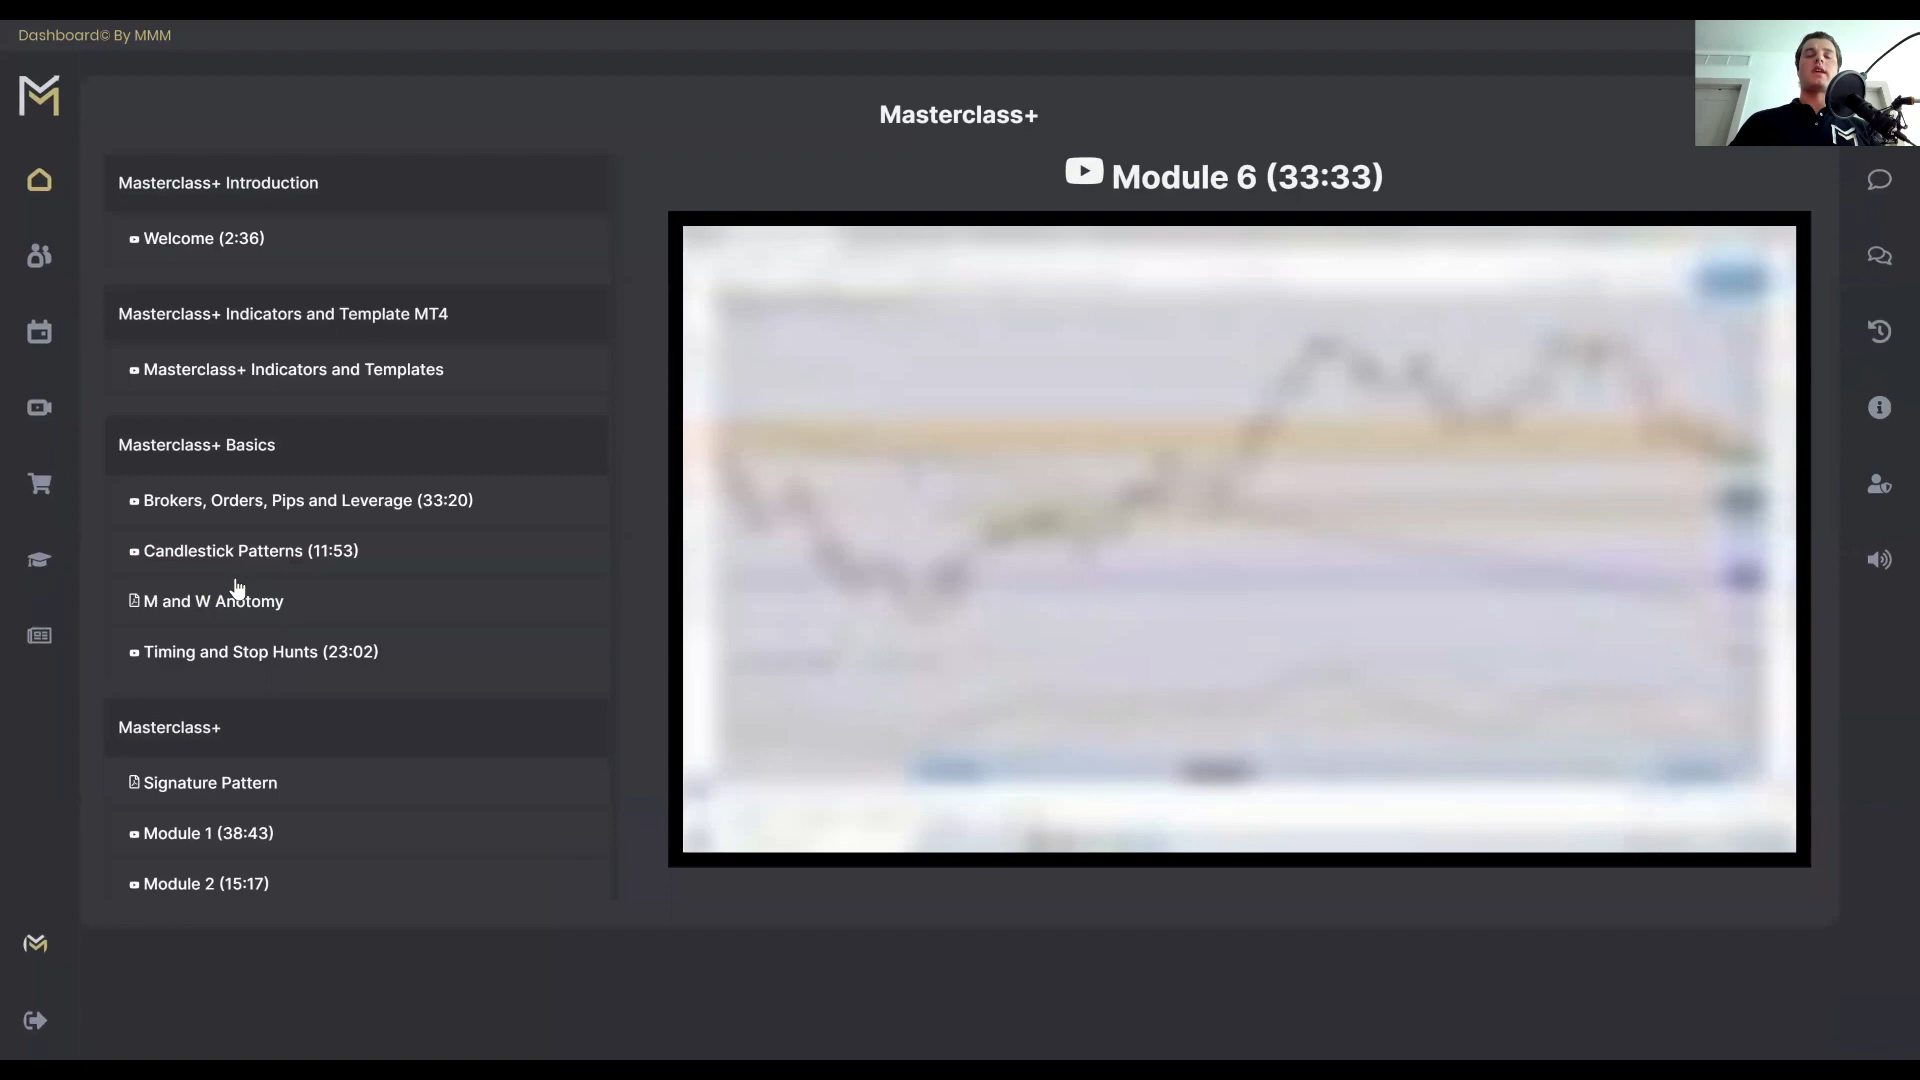 Dashboard© By MMM
Masterclass+
Masterclass+ Introduction
Welcome (2:36)
Masterclass+ Indicators and Template MT4
Masterclass+ Indicators and Templates
Masterclass+ Basics
Brokers, Orders, Pips and Leverage (33:20)
Candlestick Patterns (11:53)
M and W Anotomy
Timing and Stop Hunts (23:02)
Masterclass+
Signature Pattern
Module 1 (38:43)
Module 2 (15:17)
Module 6 (33:33)